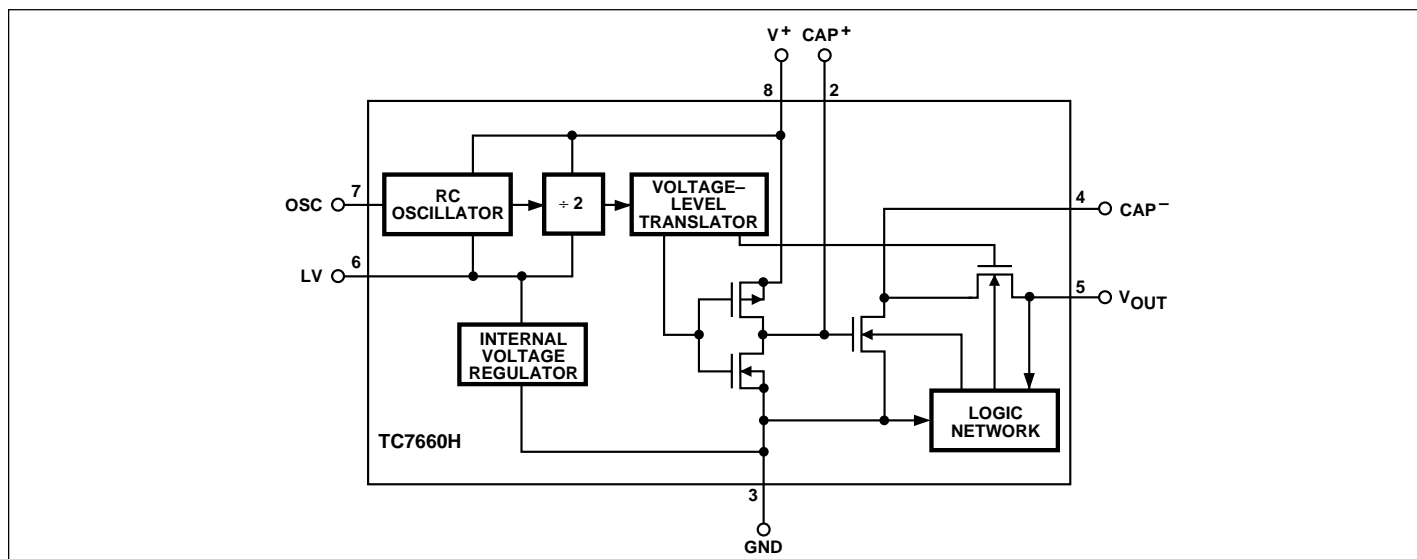 V+ CAP+
8 2
RC
OSCILLATOR
÷ 2
VOLTAGE–
LEVEL
TRANSLATOR
OSC 7
4 CAP–
LV 6
5 VOUT
INTERNAL
VOLTAGE
REGULATOR
LOGIC
NETWORK
TC7660H
3
GND